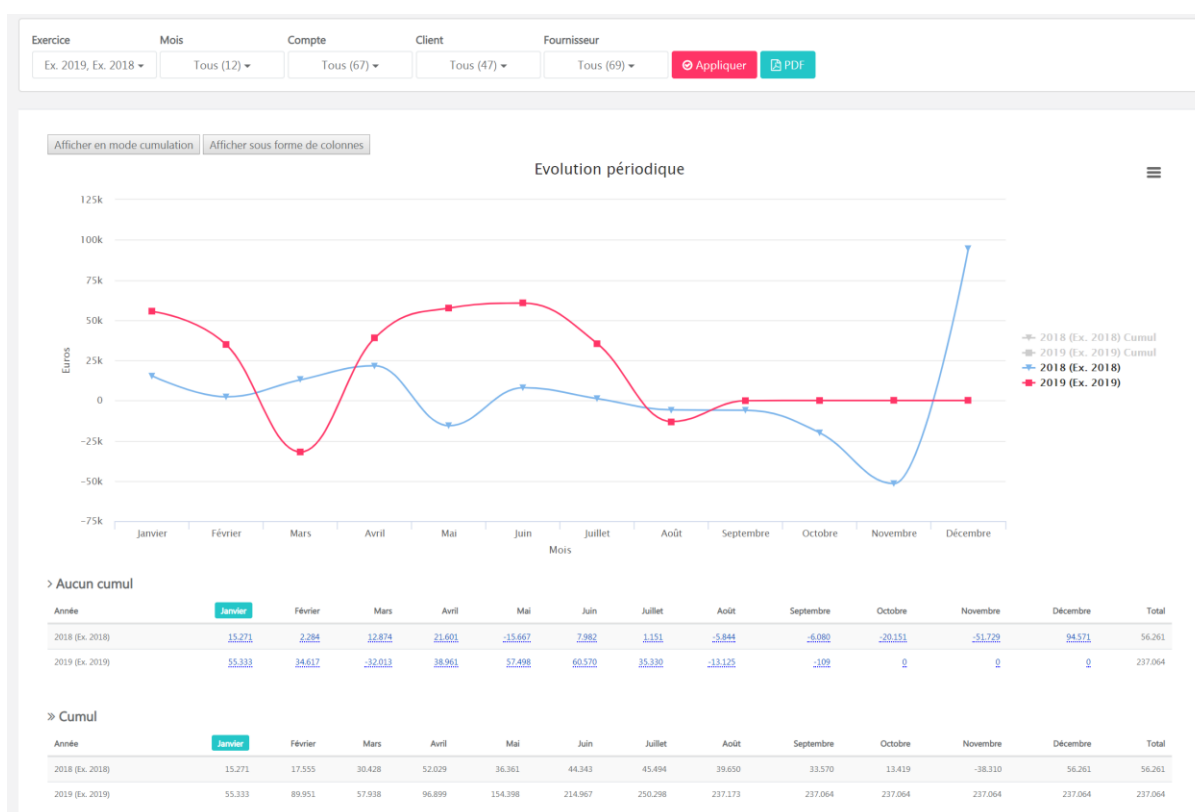 Exercice Mois Compte Client Fournisseur
Ex. 2019, Ex. 2018 Tous (12) Tous (67) Tous (47) Tous (69) Appliquer PDF
Afficher en mode cumulation Afficher sous forme de colonnes
Evolution périodique
125k
100k
75k
50k
25k
0
-25k
-50k
-75k
Euros
Janvier Février Mars Avril Mai Juin Juillet Août Septembre Octobre Novembre Décembre
Mois
2018 (Ex. 2018) Cumul
2019 (Ex. 2019) Cumul
2018 (Ex. 2018)
2019 (Ex. 2019)
> Aucun cumul
Année Janvier Février Mars Avril Mai Juin Juillet Août Septembre Octobre Novembre Décembre Total
2018 (Ex. 2018) 15.271 2.284 12.874 21.601 -15.667 7.982 1.151 -5.844 -6.080 -20.151 -51.729 94.571 56.261
2019 (Ex. 2019) 55.333 34.617 -32.013 38.961 57.498 60.570 35.330 -13.125 -109 0 0 0 237.064
» Cumul
Année Janvier Février Mars Avril Mai Juin Juillet Août Septembre Octobre Novembre Décembre Total
2018 (Ex. 2018) 15.271 17.555 30.428 52.029 36.361 44.343 45.494 39.650 33.570 13.419 -38.310 56.261 56.261
2019 (Ex. 2019) 55.333 89.951 57.938 96.899 154.398 214.967 250.298 237.173 237.064 237.064 237.064 237.064 237.064